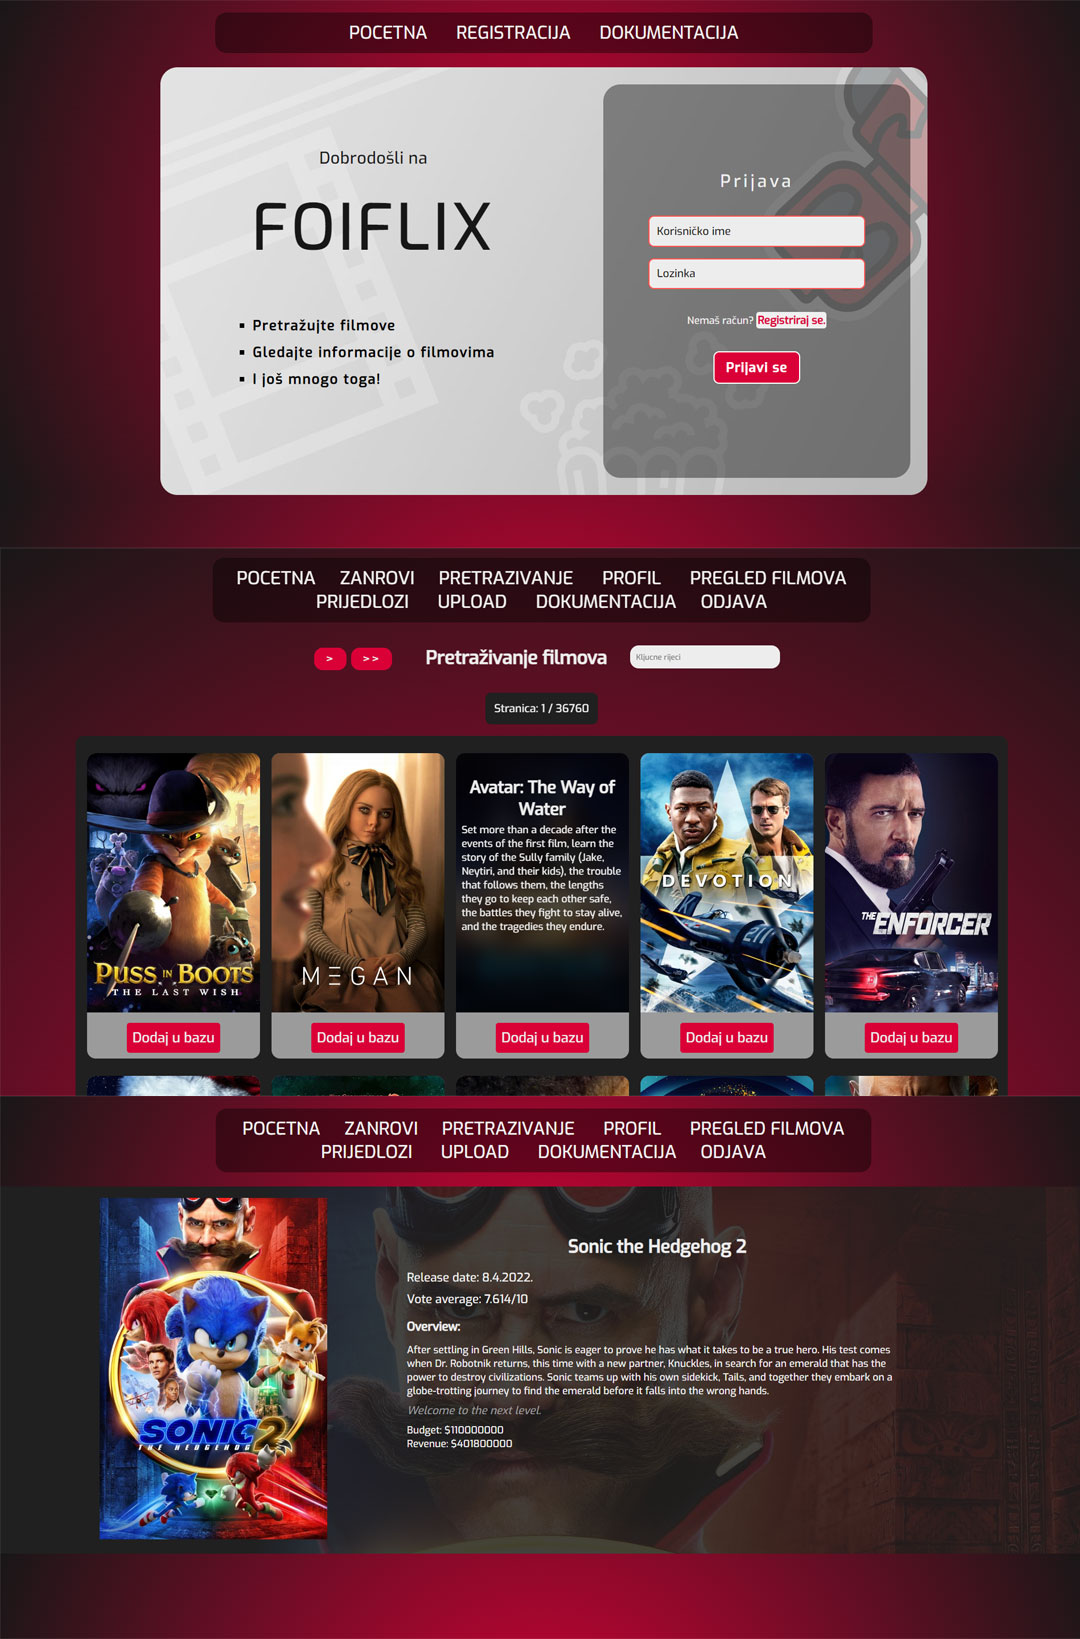 POCETNA REGISTRACIJA DOKUMENTACIJA
Dobrodošli na
FOIFLIX
Pretražujte filmove
Gledajte informacije o filmovima
I još mnogo toga!
Prijava
Korisničko ime
Lozinka
Nemaš račun? Registriraj se.
Prijavi se
POCETNA ZANROVI PRETRAZIVANJE PROFIL PREGLED FILMOVA
PRIJEDLOZI UPLOAD DOKUMENTACIJA ODJAVA
> >> Pretraživanje filmova Kljucne rijeci
Stranica: 1 / 36760
PUSS IN BOOTS
THE LAST WISH
Dodaj u bazu
MΞGAN
Dodaj u bazu
Avatar: The Way of
Water
Set more than a decade after the
events of the first film, learn the
story of the Sully family (Jake,
Neytiri, and their kids), the trouble
that follows them, the lengths
they go to keep each other safe,
the battles they fight to stay alive,
and the tragedies they endure.
Dodaj u bazu
DEVOTION
Dodaj u bazu
THE ENFORCER
Dodaj u bazu
POCETNA ZANROVI PRETRAZIVANJE PROFIL PREGLED FILMOVA
PRIJEDLOZI UPLOAD DOKUMENTACIJA ODJAVA
SONIC 2
THE HEDGEHOG
Sonic the Hedgehog 2
Release date: 8.4.2022.
Vote average: 7.614/10
Overview:
After settling in Green Hills, Sonic is eager to prove he has what it takes to be a true hero. His test comes
when Dr. Robotnik returns, this time with a new partner, Knuckles, in search for an emerald that has the
power to destroy civilizations. Sonic teams up with his own sidekick, Tails, and together they embark on a
globe-trotting journey to find the emerald before it falls into the wrong hands.
Welcome to the next level.
Budget: $110000000
Revenue: $401800000